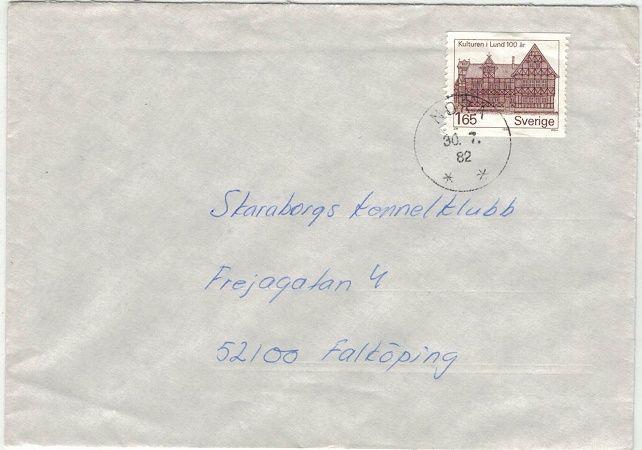 Kulturen i Lund 100 år
165 Sverige
30. 7.
82
Skaraborgs Kennelklubb
Frejagatan 4
52100 Falköping